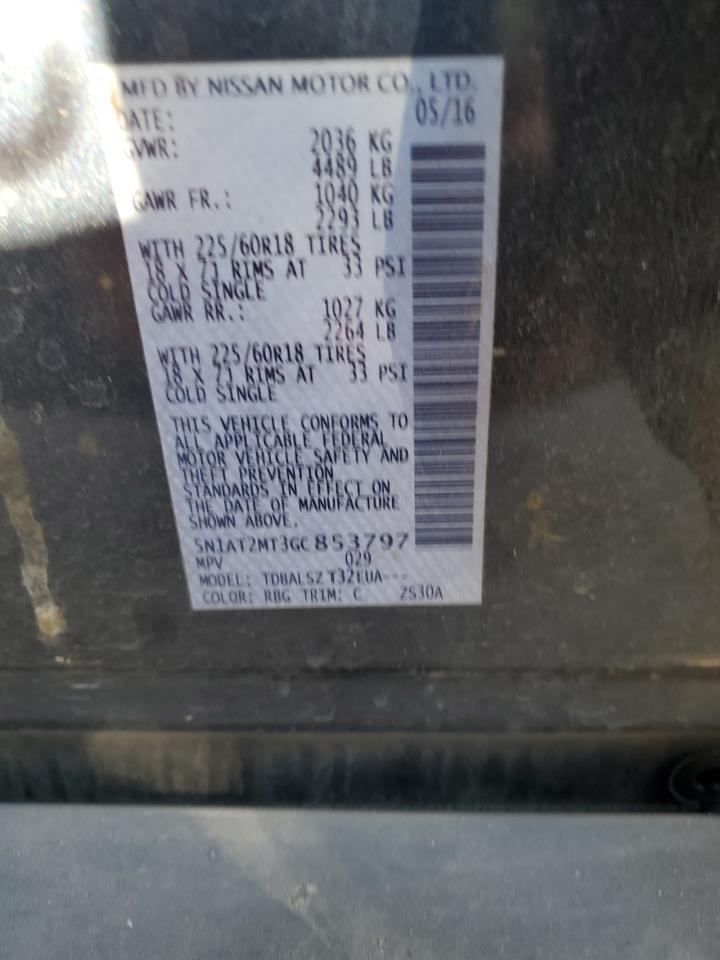 MFD BY NISSAN MOTOR CO., LTD.
DATE: 05/16
GVWR: 2036 KG
4489 LB
GAWR FR.: 1040 KG
2293 LB
WITH 225/60R18 TIRES
18 X 7J RIMS AT 33 PSI
COLD SINGLE
GAWR RR.: 1027 KG
2264 LB
WITH 225/60R18 TIRES
18 X 7J RIMS AT 33 PSI
COLD SINGLE
THIS VEHICLE CONFORMS TO
ALL APPLICABLE FEDERAL
MOTOR VEHICLE SAFETY AND
THEFT PREVENTION
STANDARDS IN EFFECT ON
THE DATE OF MANUFACTURE
SHOWN ABOVE.
5N1AT2MT3GC853797
MPV 029
MODEL: TDBALSZ T32EUA---
COLOR: RBG TRIM: C ZS30A